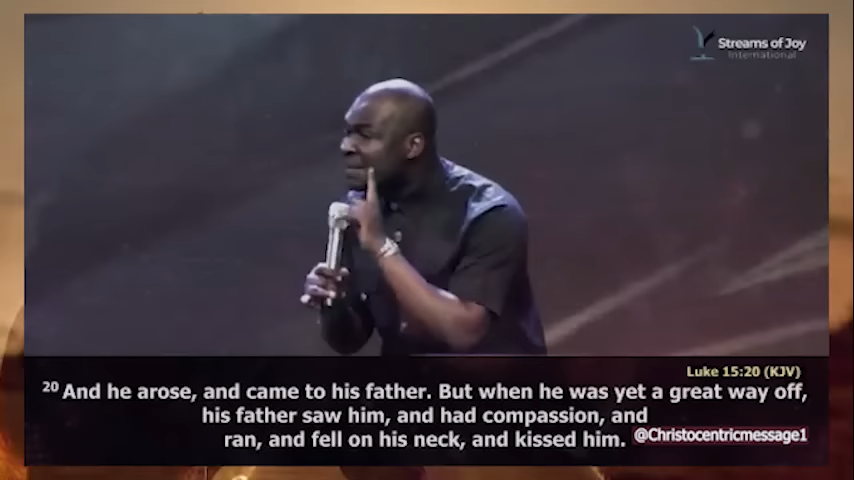 Streams of Joy
International
Luke 15:20 (KJV)
20 And he arose, and came to his father. But when he was yet a great way off,
his father saw him, and had compassion, and
ran, and fell on his neck, and kissed him.
@Christocentricmessage1